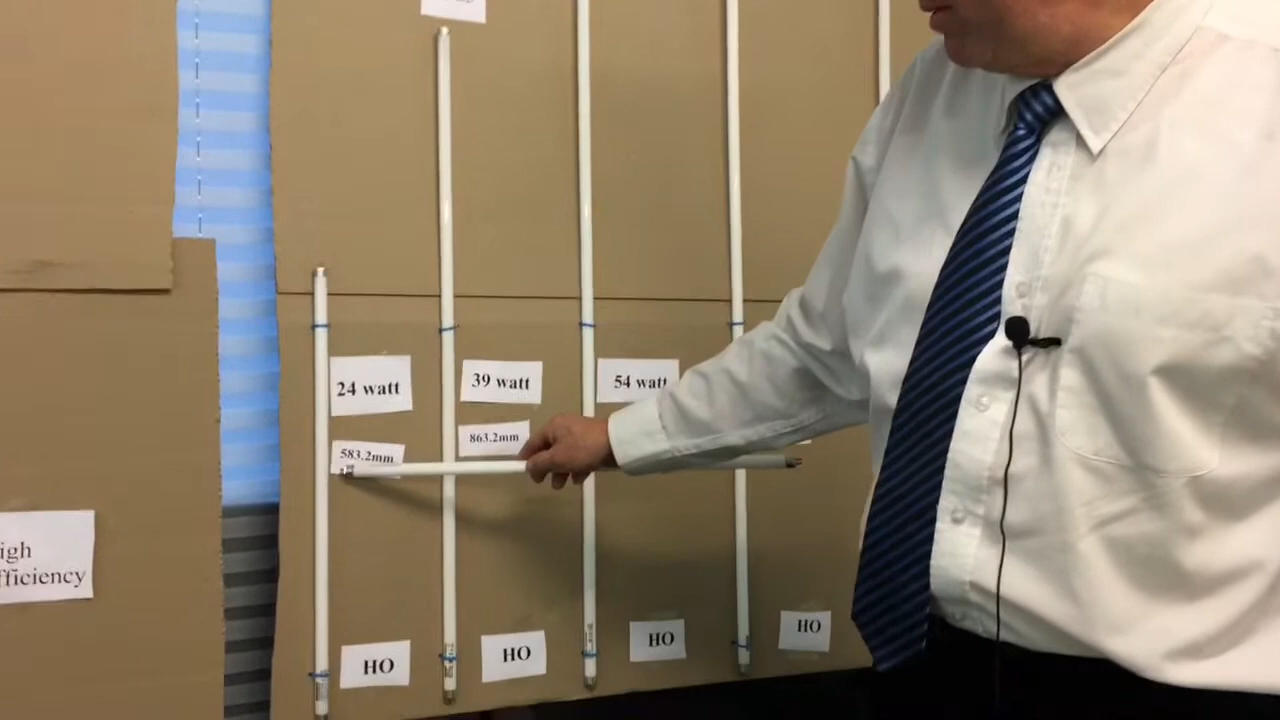 24 watt
39 watt
54 watt
583.2mm
863.2mm
igh
fficiency
HO
HO
HO
HO